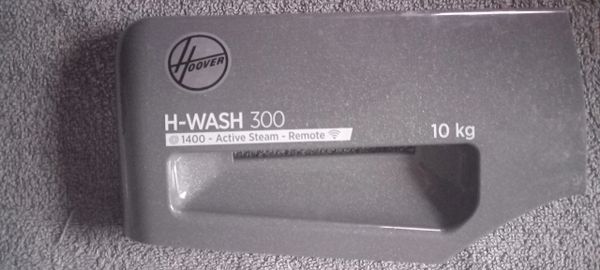 HOOVER
H-WASH 300
1400 - Active Steam - Remote
10 kg